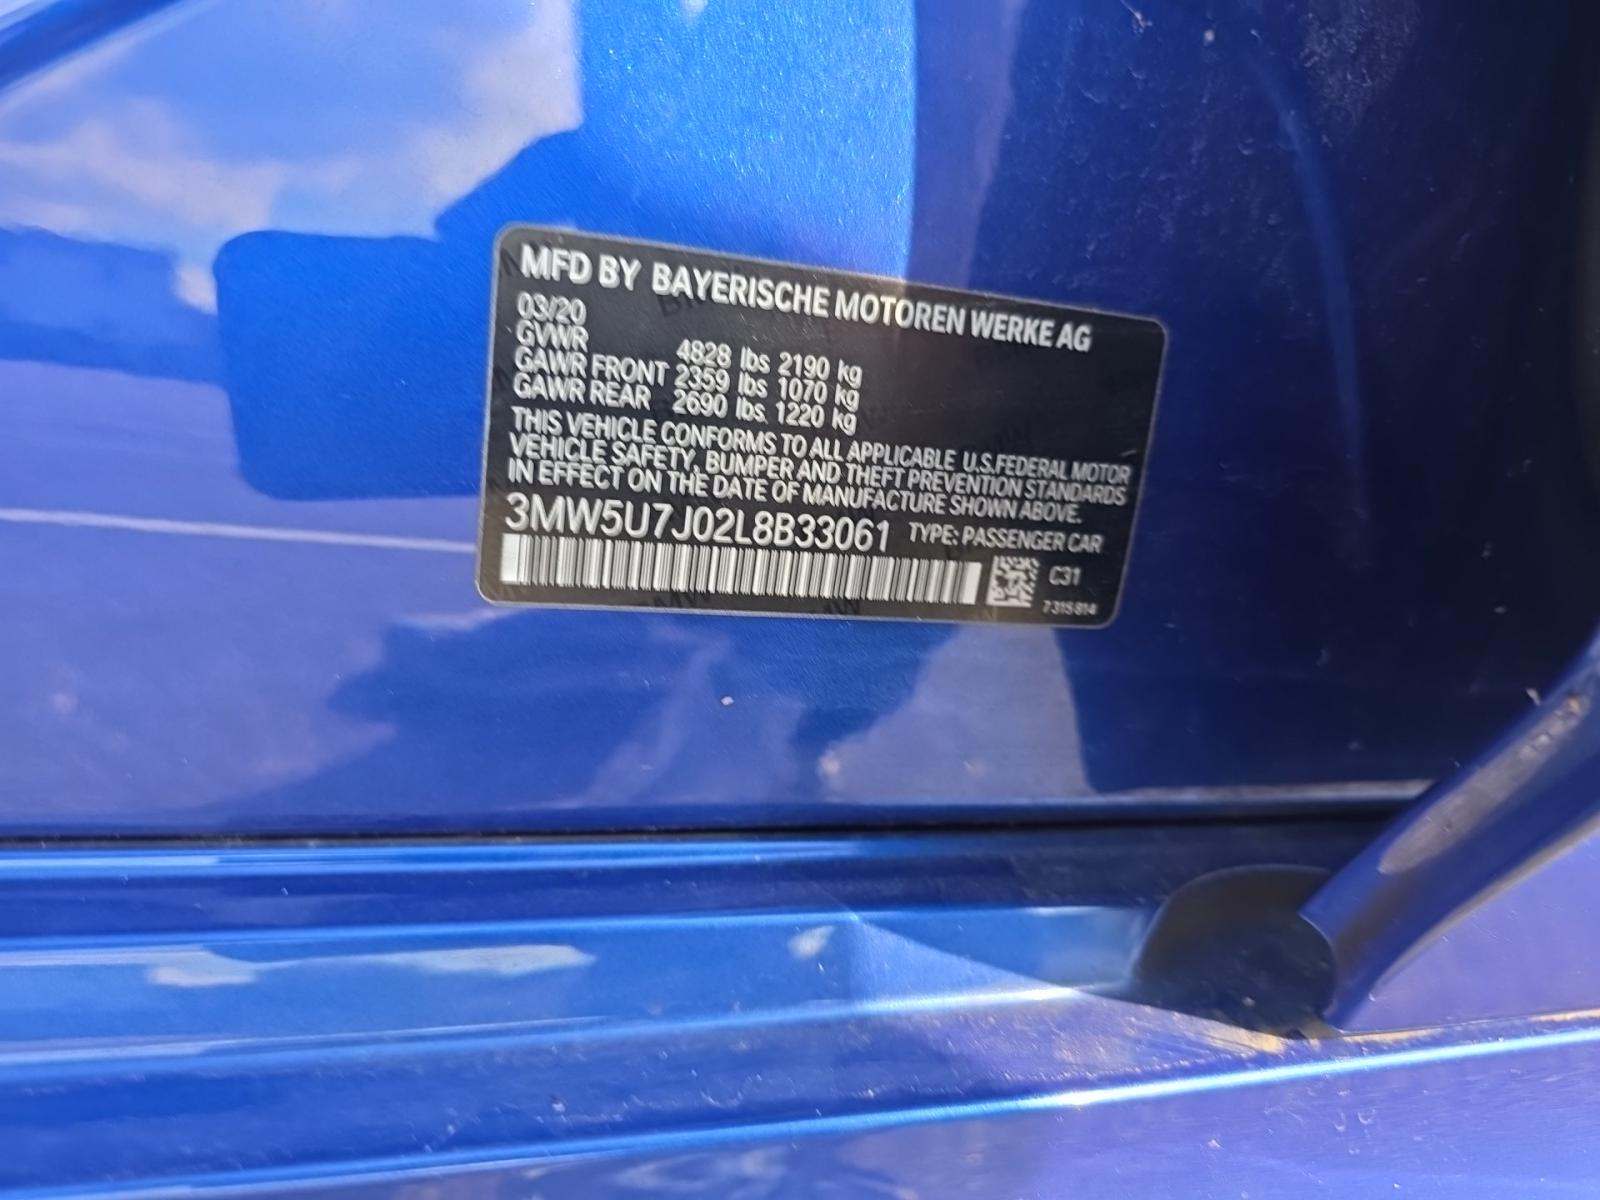 MFD BY BAYERISCHE MOTOREN WERKE AG
03/20
GVWR 4828 lbs 2190 kg
GAWR FRONT 2359 lbs 1070 kg
GAWR REAR 2690 lbs. 1220 kg
THIS VEHICLE CONFORMS TO ALL APPLICABLE U.S.FEDERAL MOTOR
VEHICLE SAFETY, BUMPER AND THEFT PREVENTION STANDARDS
IN EFFECT ON THE DATE OF MANUFACTURE SHOWN ABOVE.
3MW5U7J02L8B33061 TYPE: PASSENGER CAR
C31
7315814